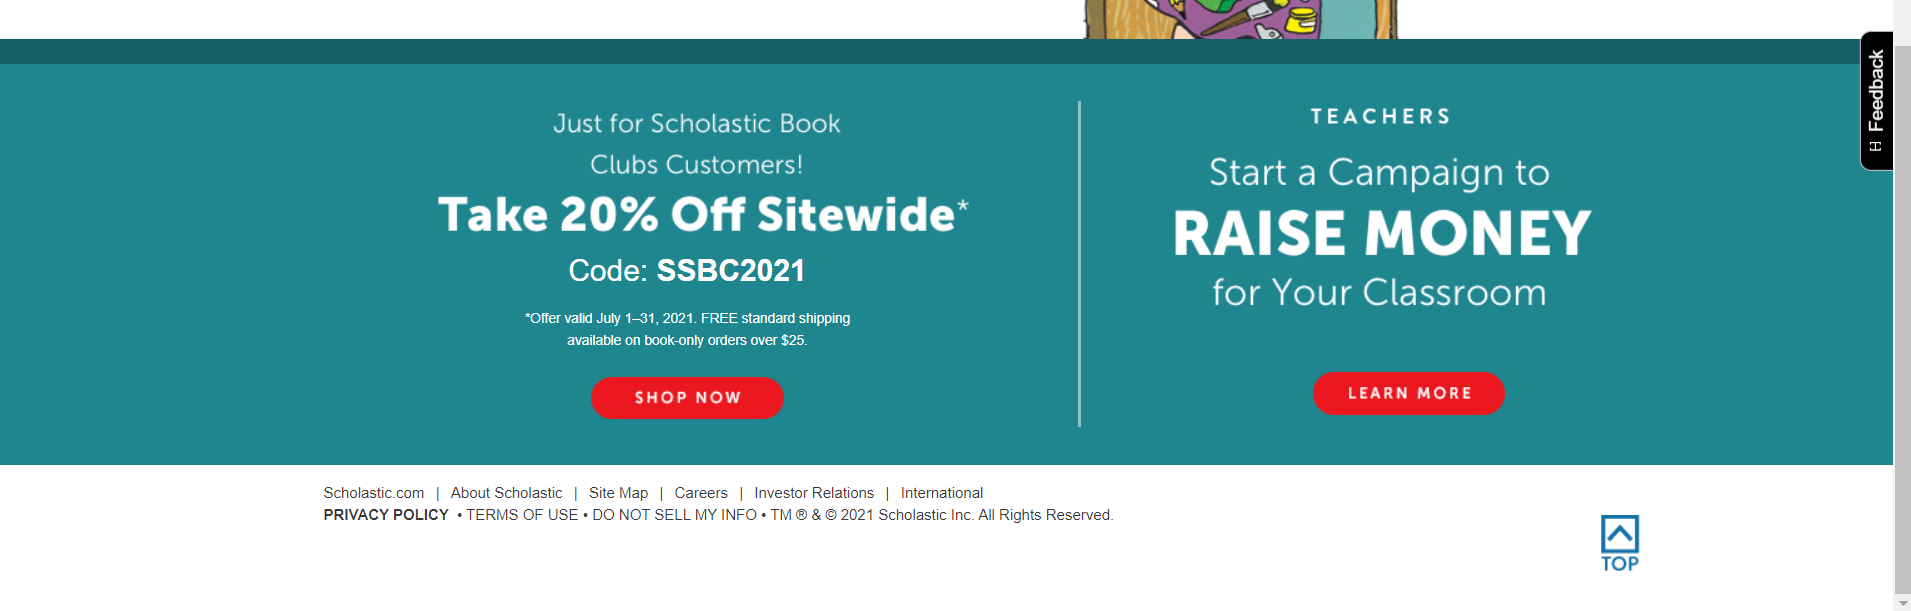 Just for Scholastic Book
Clubs Customers!
Take 20% Off Sitewide*
Code: SSBC2021
*Offer valid July 1–31, 2021. FREE standard shipping
available on book-only orders over $25.
SHOP NOW
TEACHERS
Start a Campaign to
RAISE MONEY
for Your Classroom
LEARN MORE
Feedback
Scholastic.com | About Scholastic | Site Map | Careers | Investor Relations | International
PRIVACY POLICY • TERMS OF USE • DO NOT SELL MY INFO • TM ® & © 2021 Scholastic Inc. All Rights Reserved.
TOP